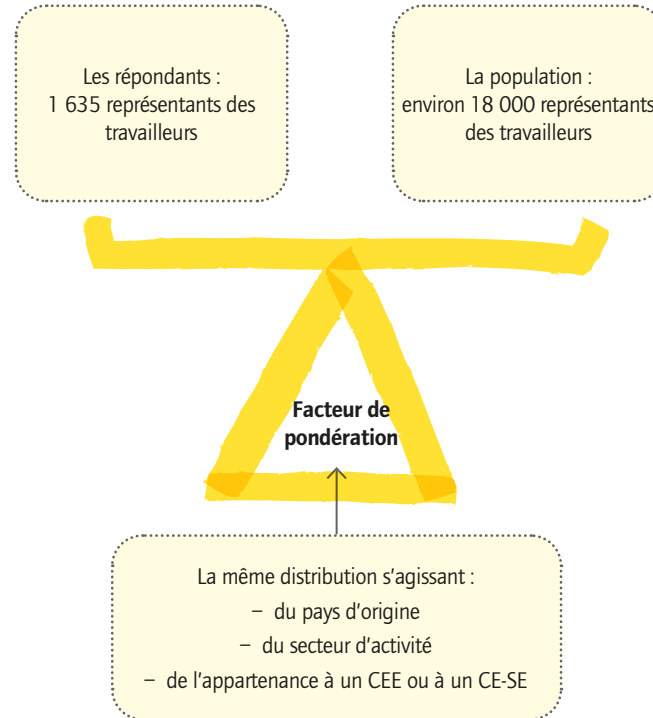 Les répondants :
1 635 représentants des
travailleurs
La population :
environ 18 000 représentants
des travailleurs
Facteur de
pondération
La même distribution s'agissant :
– du pays d'origine
– du secteur d'activité
– de l'appartenance à un CEE ou à un CE-SE